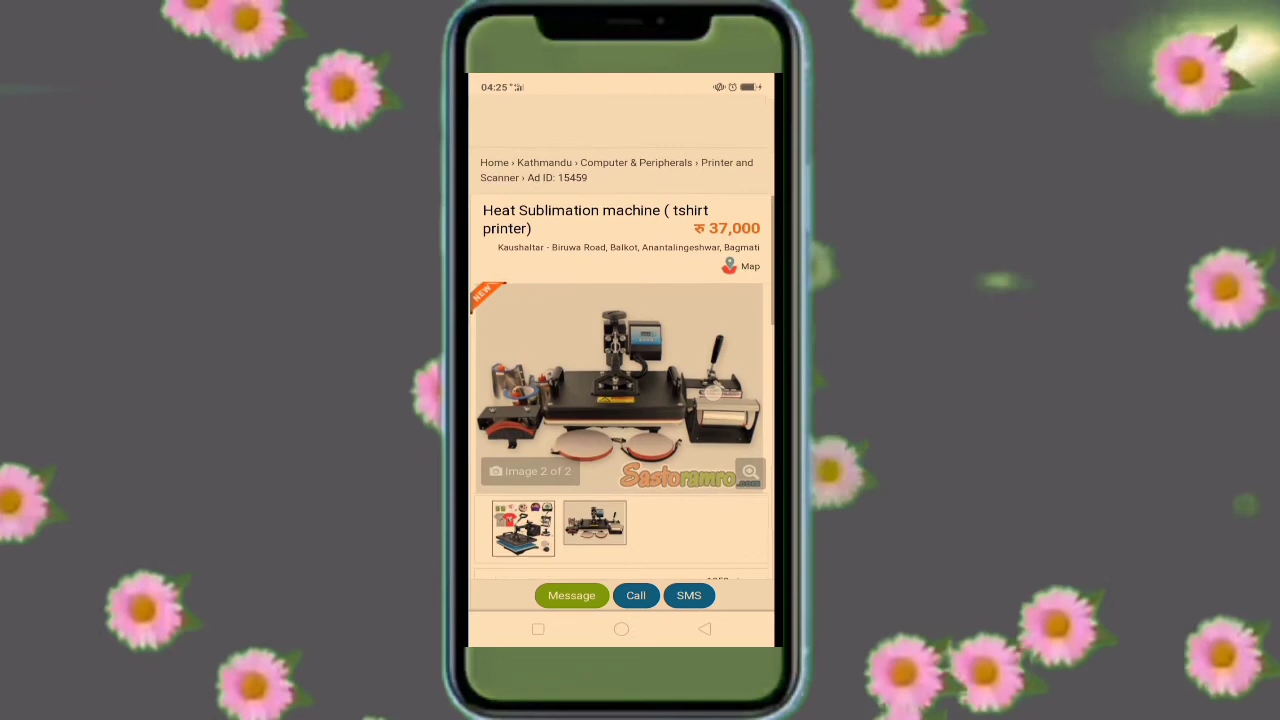 04:25
Home › Kathmandu › Computer & Peripherals › Printer and
Scanner › Ad ID: 15459
Heat Sublimation machine ( tshirt
printer)
रु 37,000
Kaushaltar - Biruwa Road, Balkot, Anantalingeshwar, Bagmati
Map
NEW
Image 2 of 2
Sastoramro.com
Message
Call
SMS